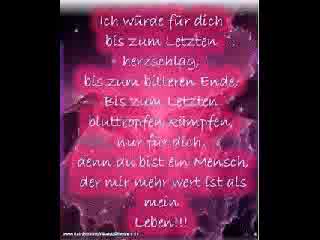 Ich würde für dich
bis zum Letzten
herzschlag,
bis zum bitteren Ende,
Bis zum Letzten
bluttropfen kämpfen,
nur für dich,
denn du bist ein Mensch,
der mir mehr wert ist als
mein
Leben!!!